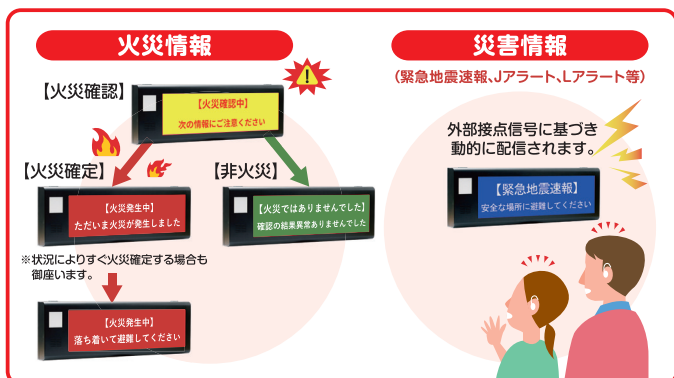 火災情報
【火災確認】
【火災確認中】
次の情報にご注意ください
【火災確定】
【火災発生中】
ただいま火災が発生しました
【非火災】
【火災ではありませんでした】
確認の結果異常ありませんでした
※状況によりすぐ火災確定する場合も
御座います。
【火災発生中】
落ち着いて避難してください
災害情報
(緊急地震速報、Jアラート、Lアラート等)
外部接点信号に基づき
動的に配信されます。
【緊急地震速報】
安全な場所に避難してください